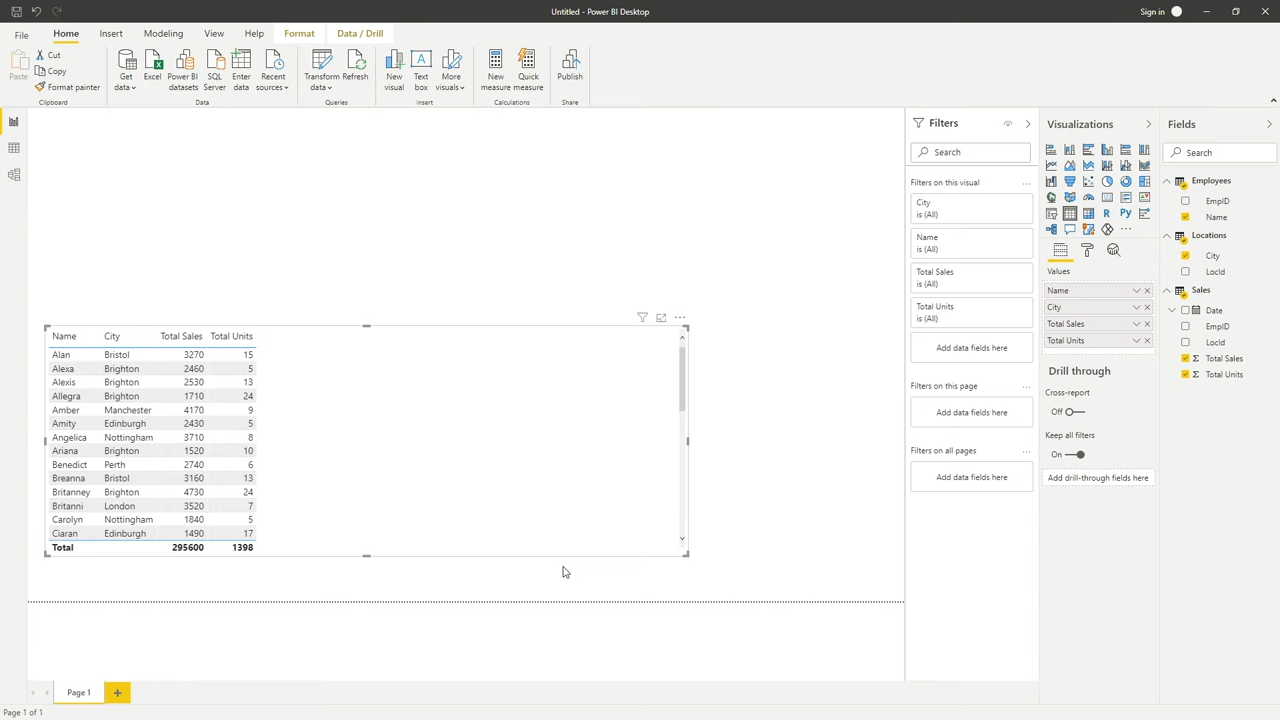 Untitled - Power BI Desktop
Sign in
File
Home
Insert
Modeling
View
Help
Format
Data / Drill
Paste
Cut
Copy
Format painter
Clipboard
Get data
Excel
Power BI datasets
SQL Server
Enter data
Recent sources
Data
Transform data
Refresh
Queries
New visual
Text box
More visuals
Insert
New measure
Quick measure
Calculations
Publish
Share
Name City Total Sales Total Units
Alan Bristol 3270 15
Alexa Brighton 2460 5
Alexis Brighton 2530 13
Allegra Brighton 1710 24
Amber Manchester 4170 9
Amity Edinburgh 2430 5
Angelica Nottingham 3710 8
Ariana Brighton 1520 10
Benedict Perth 2740 6
Breanna Bristol 3160 13
Britanney Brighton 4730 24
Britanni London 3520 7
Carolyn Nottingham 1840 5
Ciaran Edinburgh 1490 17
Total 295600 1398
Filters
Search
Filters on this visual
City
is (All)
Name
is (All)
Total Sales
is (All)
Total Units
is (All)
Add data fields here
Filters on this page
Add data fields here
Filters on all pages
Add data fields here
Visualizations
R
Py
Values
Name
City
Total Sales
Total Units
Drill through
Cross-report
Off
Keep all filters
On
Add drill-through fields here
Fields
Search
Employees
EmpID
Name
Locations
City
LocId
Sales
Date
EmpID
LocId
Total Sales
Total Units
Page 1
Page 1 of 1